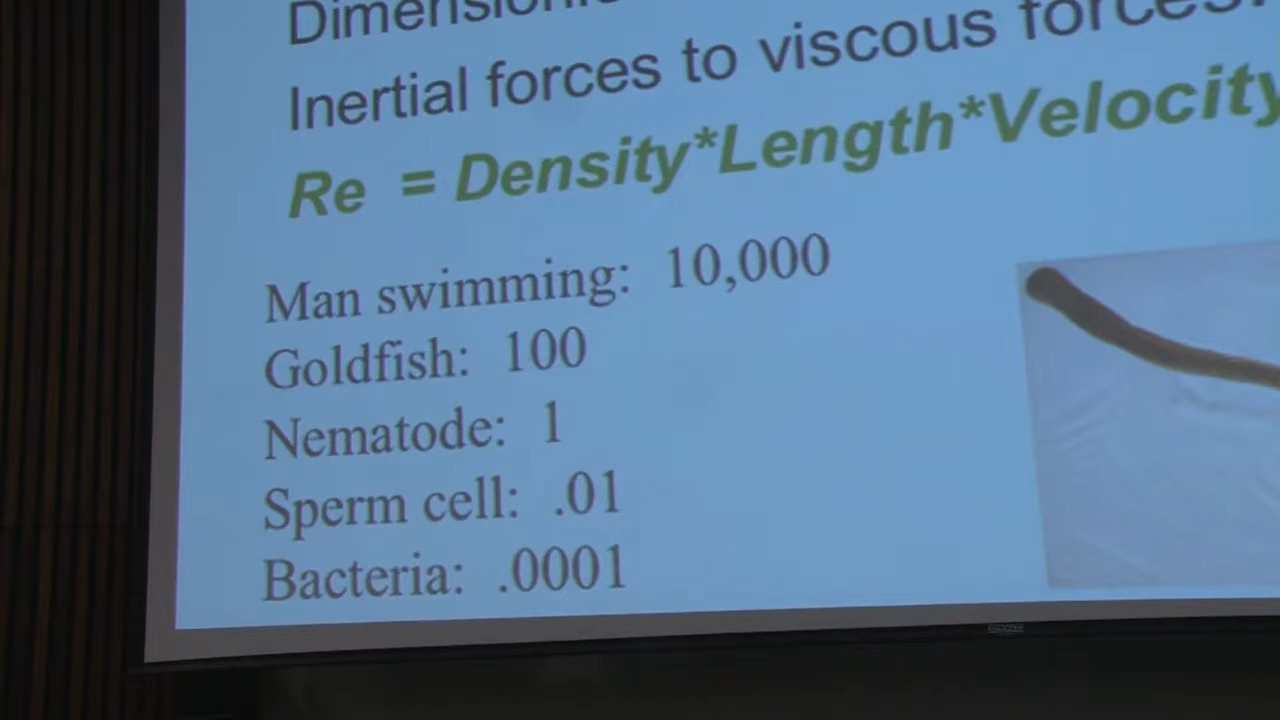 Inertial forces to viscous forces.
Re = Density*Length*Velocity
Man swimming: 10,000
Goldfish: 100
Nematode: 1
Sperm cell: .01
Bacteria: .0001